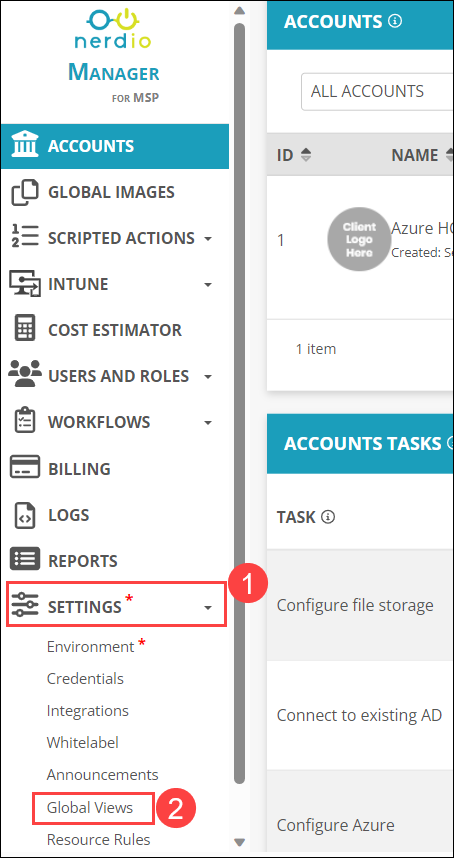 nerdio
MANAGER
FOR MSP
ACCOUNTS
GLOBAL IMAGES
SCRIPTED ACTIONS
INTUNE
COST ESTIMATOR
USERS AND ROLES
WORKFLOWS
BILLING
LOGS
REPORTS
SETTINGS *
1
Environment *
Credentials
Integrations
Whitelabel
Announcements
Global Views
2
Resource Rules
ACCOUNTS
ALL ACCOUNTS
ID NAME
1
Client
Logo
Here
Azure HO
Created: Se
1 item
ACCOUNTS TASKS
TASK
Configure file storage
Connect to existing AD
Configure Azure